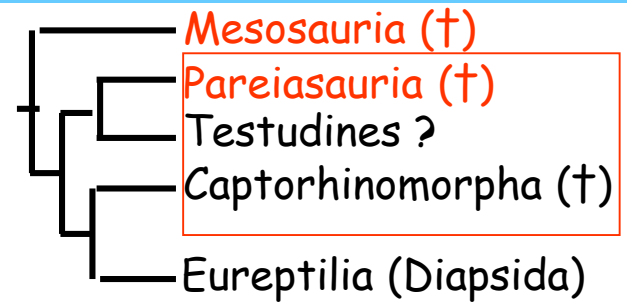 Mesosauria (†)
Pareiasauria (†)
Testudines ?
Captorhinomorpha (†)
Eureptilia (Diapsida)